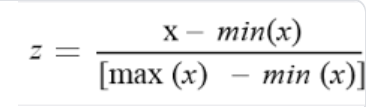 z = x – min(x) / [max (x) – min (x)]